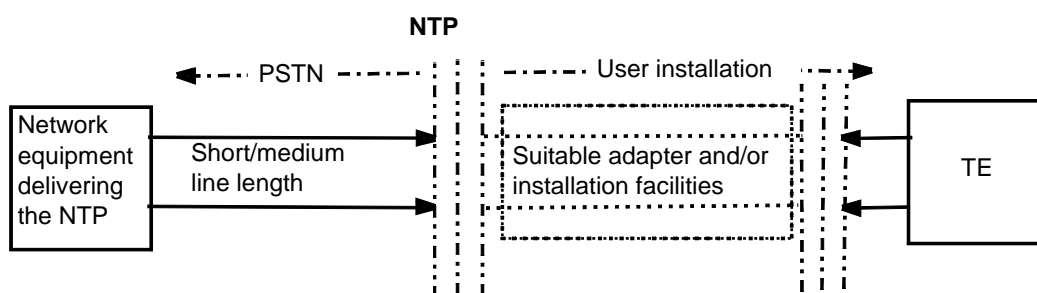 NTP
PSTN
User installation
Network
equipment
delivering
the NTP
Short/medium
line length
Suitable adapter and/or
installation facilities
TE